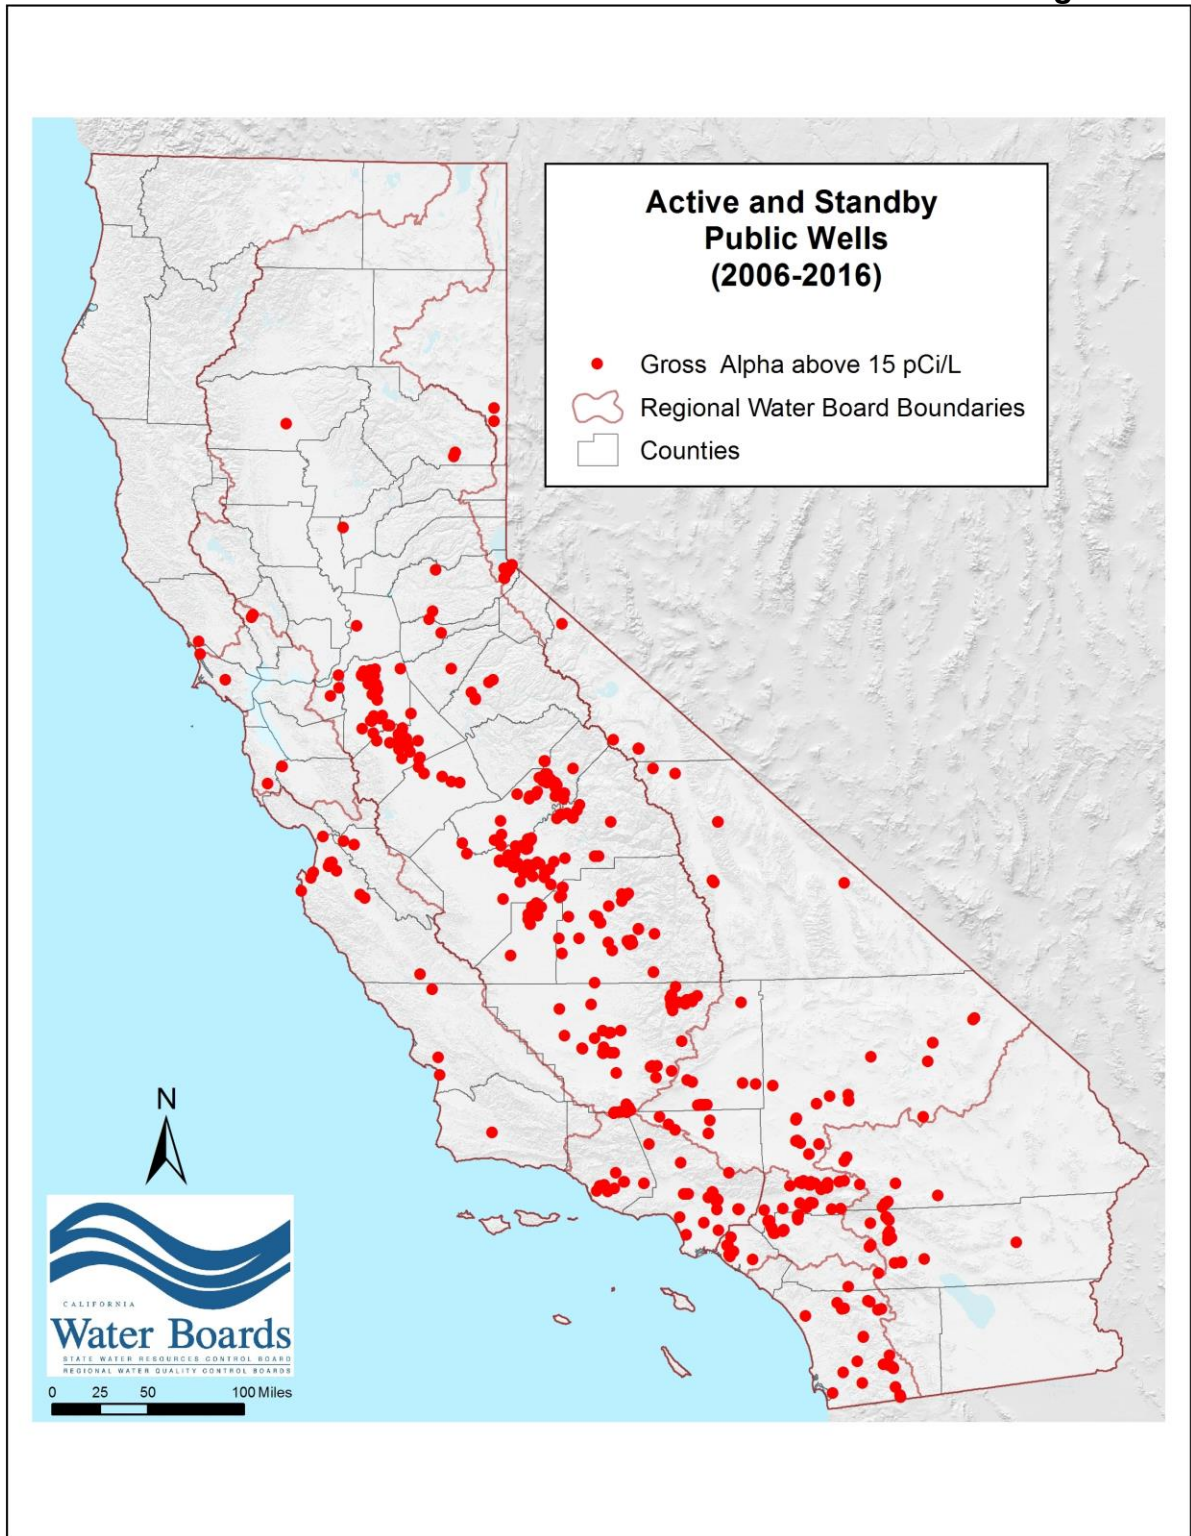 Active and Standby
Public Wells
(2006-2016)
Gross Alpha above 15 pCi/L
Regional Water Board Boundaries
Counties
N
CALIFORNIA
Water Boards
STATE WATER RESOURCES CONTROL BOARD
REGIONAL WATER QUALITY CONTROL BOARDS
0 25 50 100 Miles